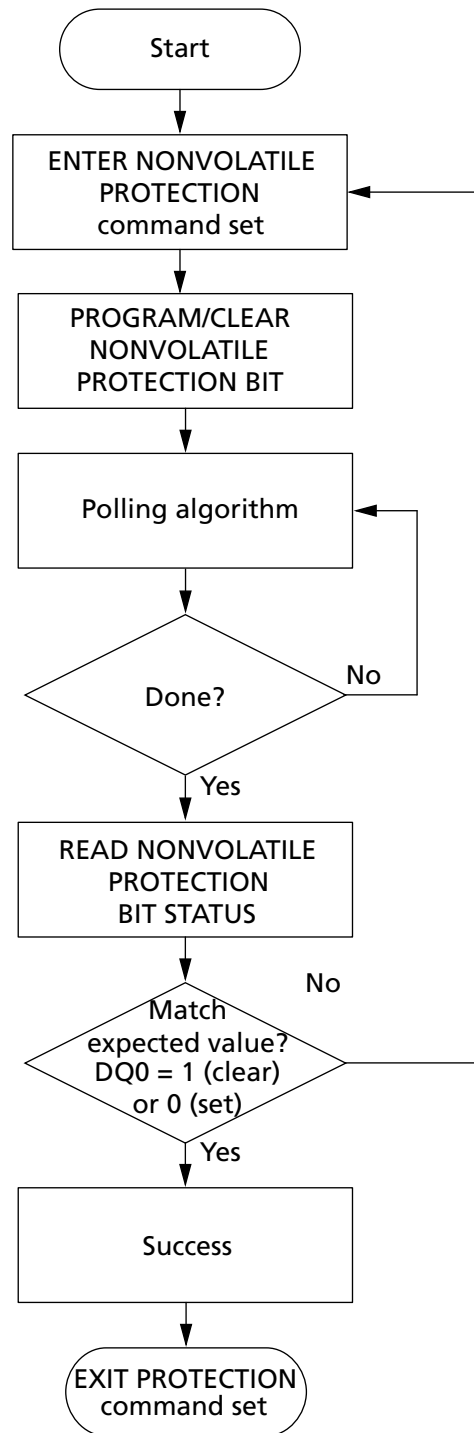 Start
ENTER NONVOLATILE
PROTECTION
command set
PROGRAM/CLEAR
NONVOLATILE
PROTECTION BIT
Polling algorithm
Done?
No
Yes
READ NONVOLATILE
PROTECTION
BIT STATUS
No
Match
expected value?
DQ0 = 1 (clear)
or 0 (set)
Yes
Success
EXIT PROTECTION
command set